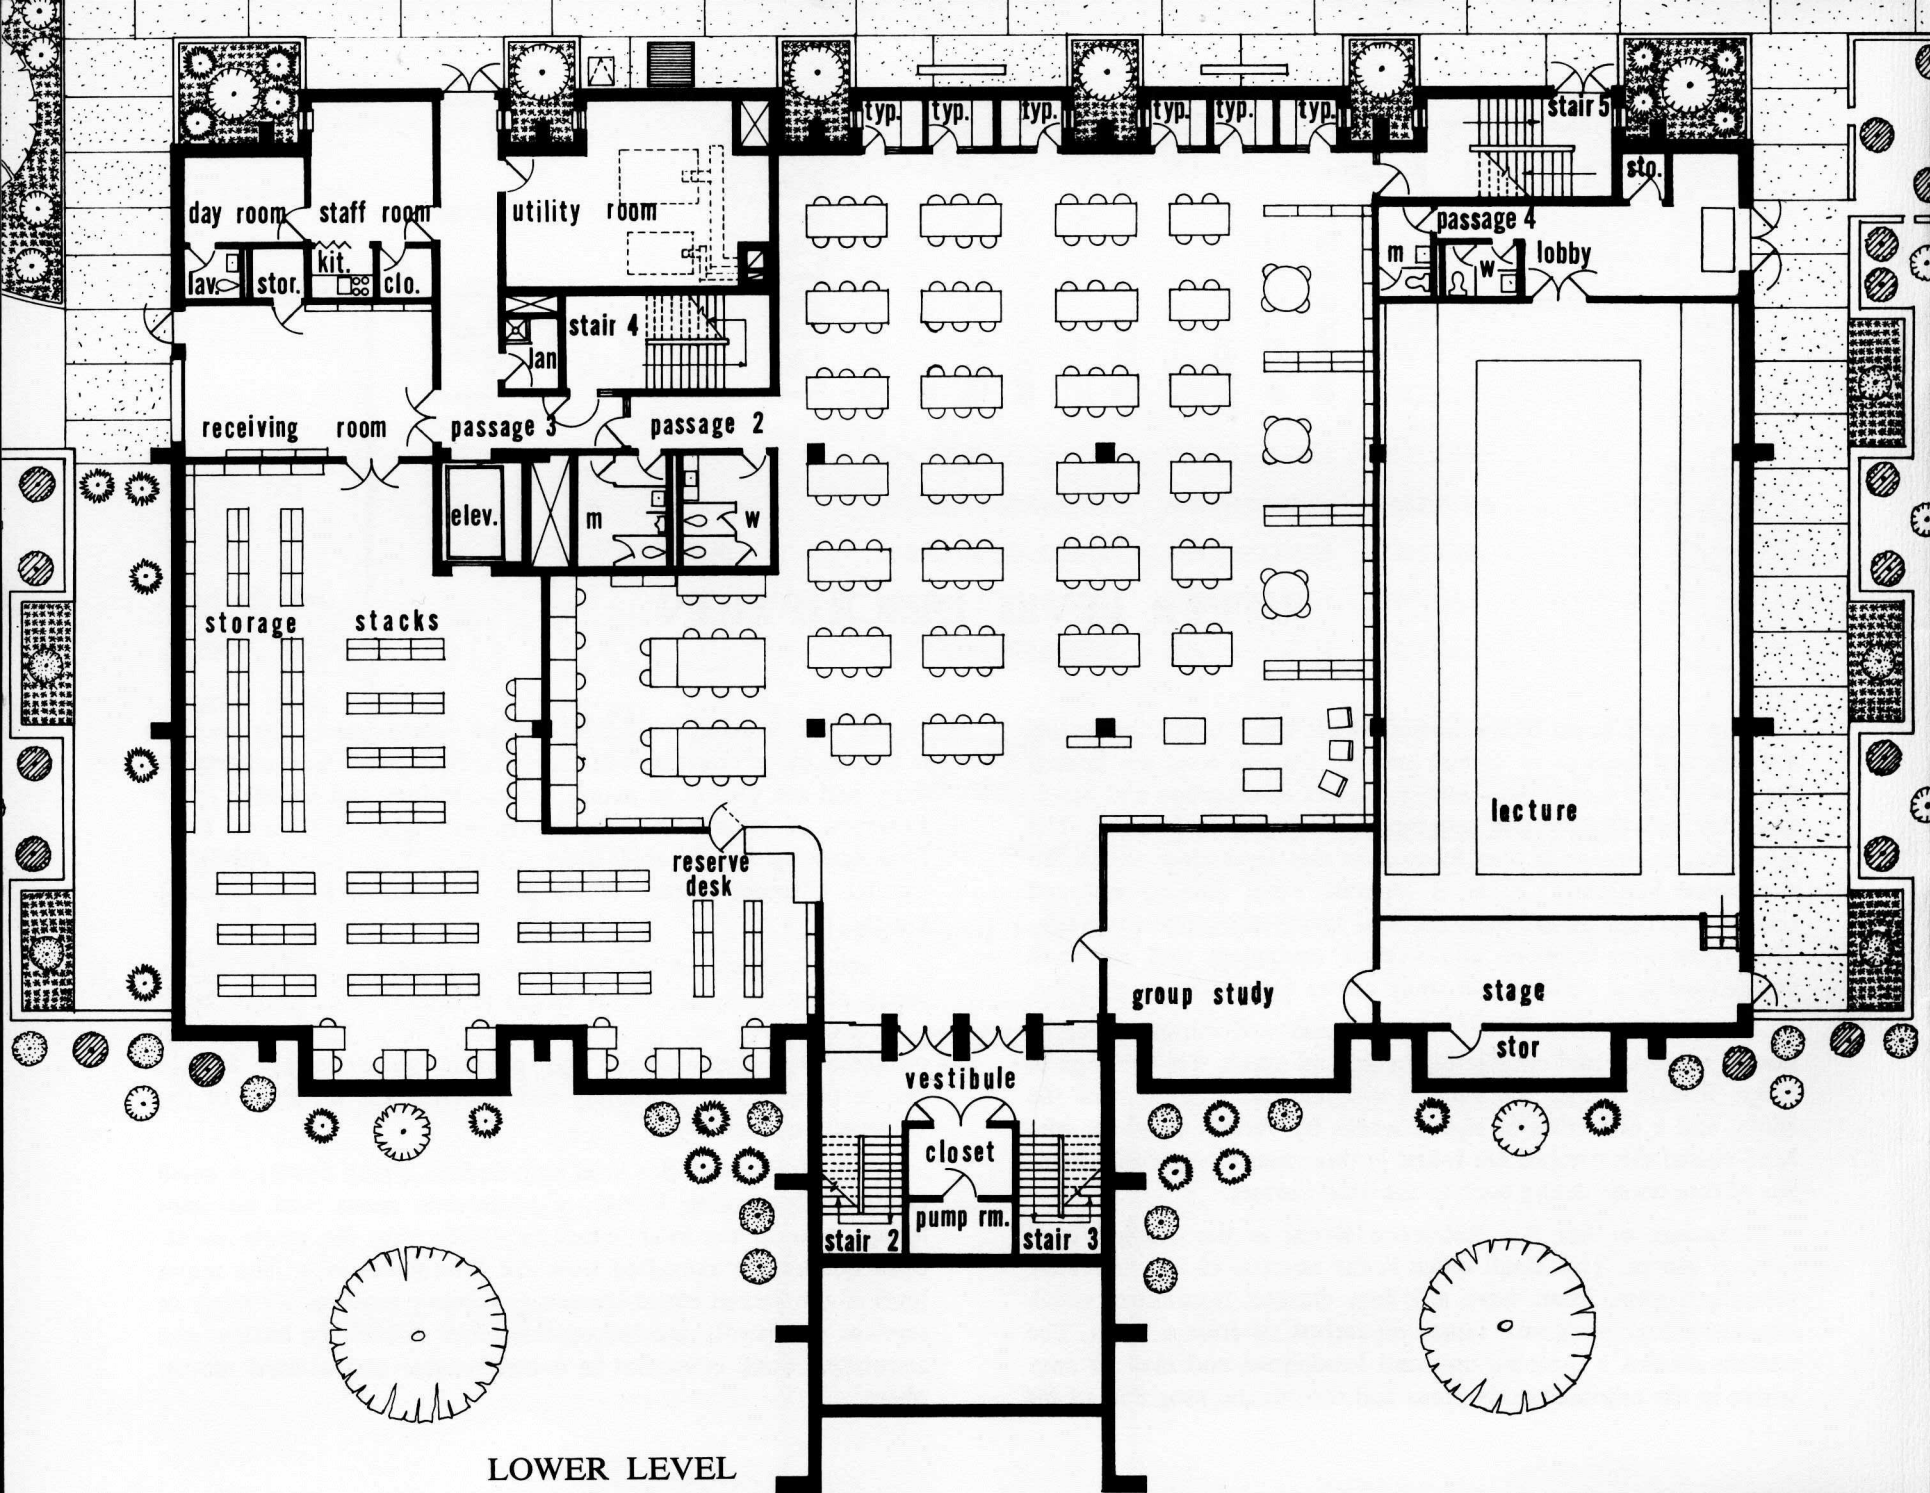 typ. typ. typ. typ. typ. typ. stair 5
sto.
day room staff room utility room passage 4
kit. m w lobby
lav. stor. clo.
stair 4
jan
receiving room passage 3 passage 2
elev. m w
storage stacks
lecture
reserve
desk
group study stage
stor
vestibule
closet
pump rm.
stair 2 stair 3
LOWER LEVEL